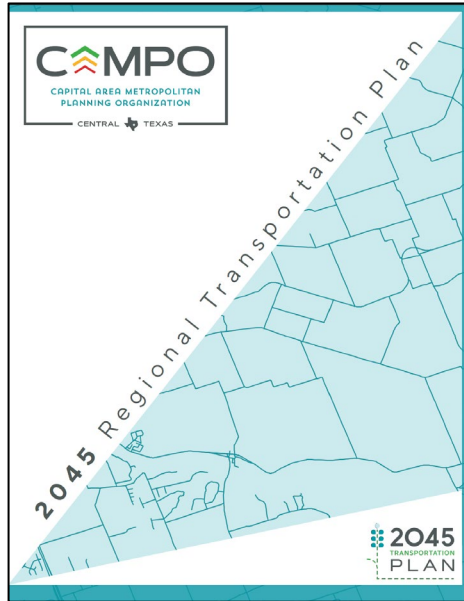 CAMPO
CAPITAL AREA METROPOLITAN
PLANNING ORGANIZATION
CENTRAL TEXAS
2045 Regional Transportation Plan
2045
TRANSPORTATION
PLAN